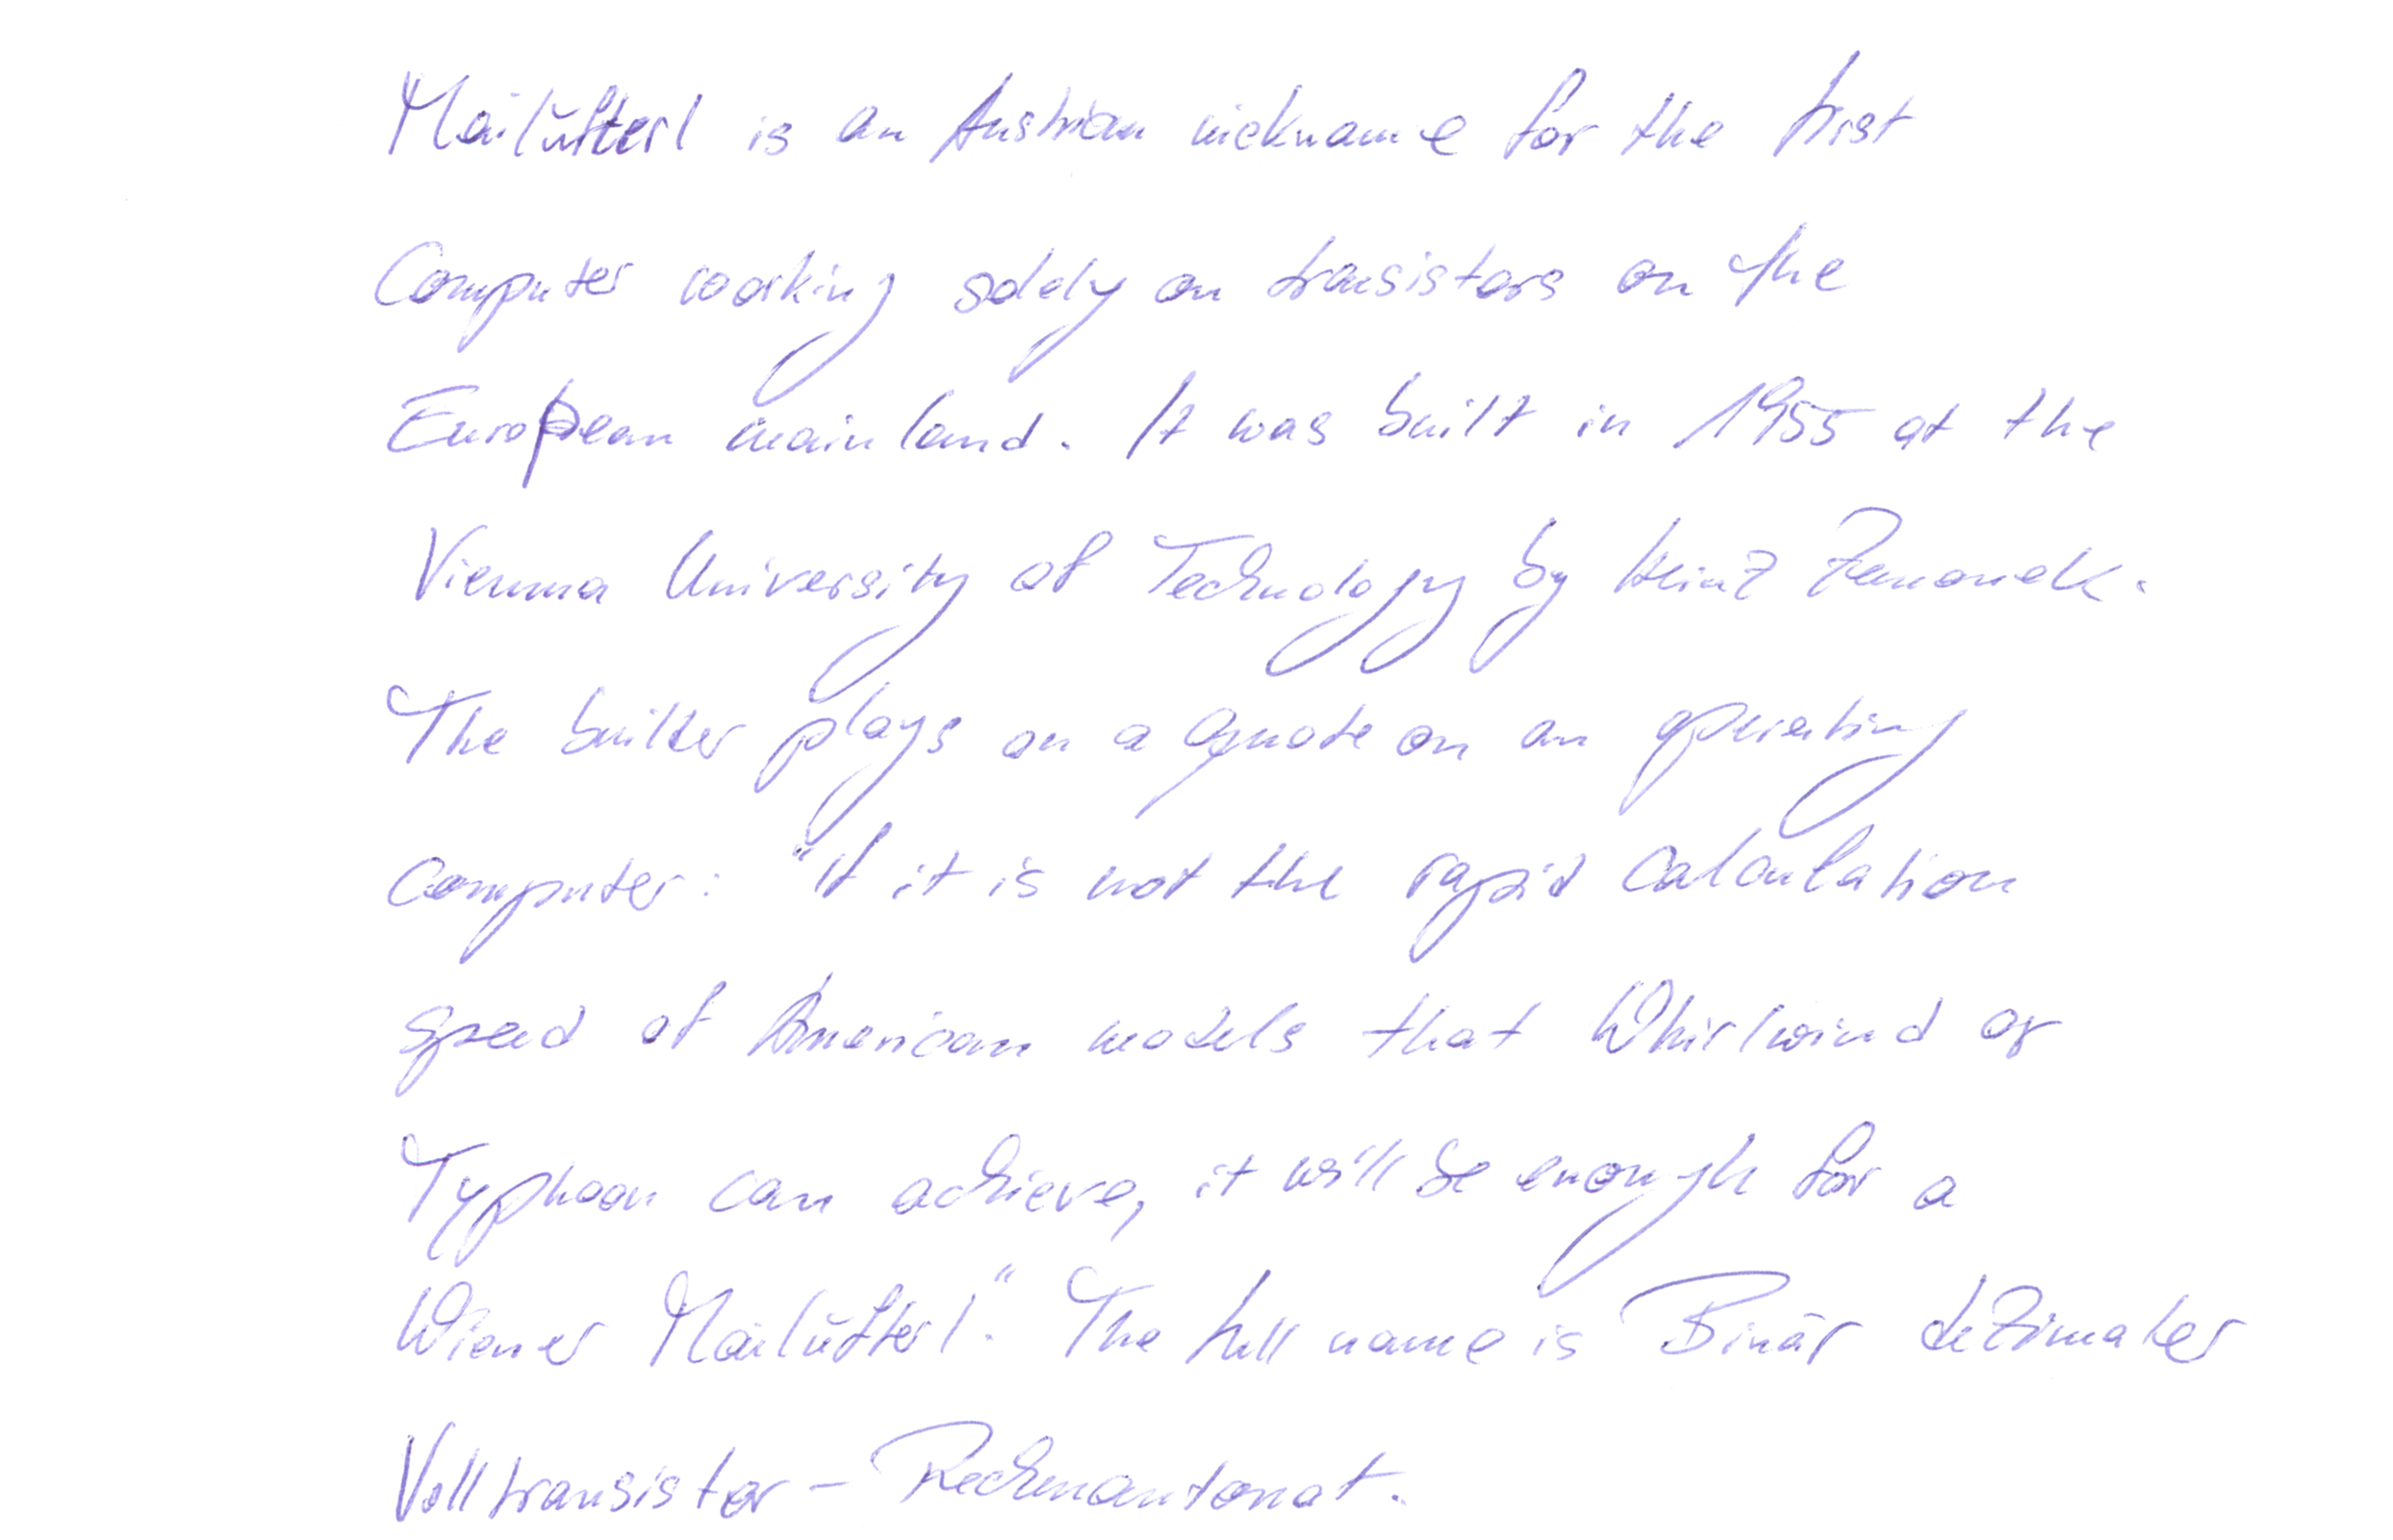 Mailüfterl is an Austrian nickname for the first
Computer working solely on transistors on the
European mainland. It was built in 1955 at the
Vienna University of Technology by Heinz Zemanek.
The builder plays on a quote on an operating
computer: "If it is not the rapid calculation
speed of American models that Whirlwind or
Typhoon can achieve, it will be enough for a
Wiener Mailüfterl". The full name is Binär dezimaler
Volltransistor-Rechenautomat.